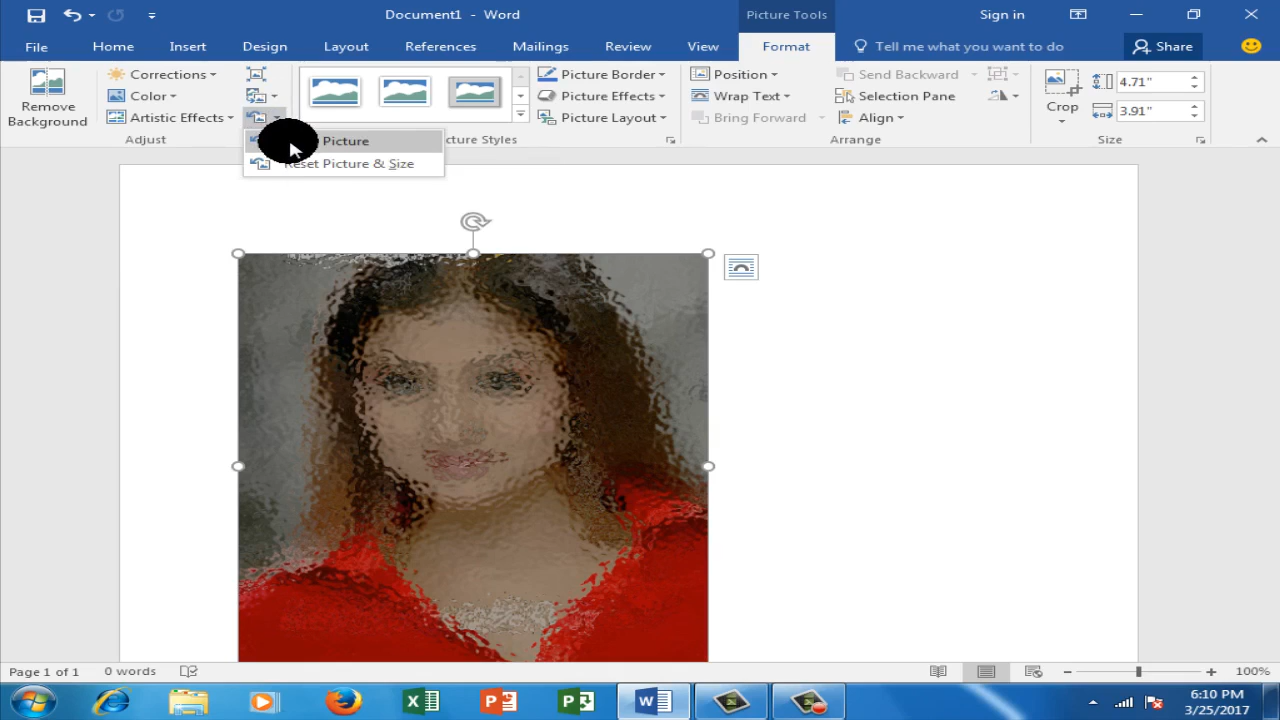 Document1 - Word
Picture Tools
Sign in
File
Home
Insert
Design
Layout
References
Mailings
Review
View
Format
Tell me what you want to do
Share
Remove
Background
Corrections
Color
Artistic Effects
Adjust
Picture
Reset Picture & Size
cture Styles
Picture Border
Picture Effects
Picture Layout
Position
Wrap Text
Bring Forward
Send Backward
Selection Pane
Align
Arrange
Crop
4.71"
3.91"
Size
Page 1 of 1
0 words
100%
6:10 PM
3/25/2017